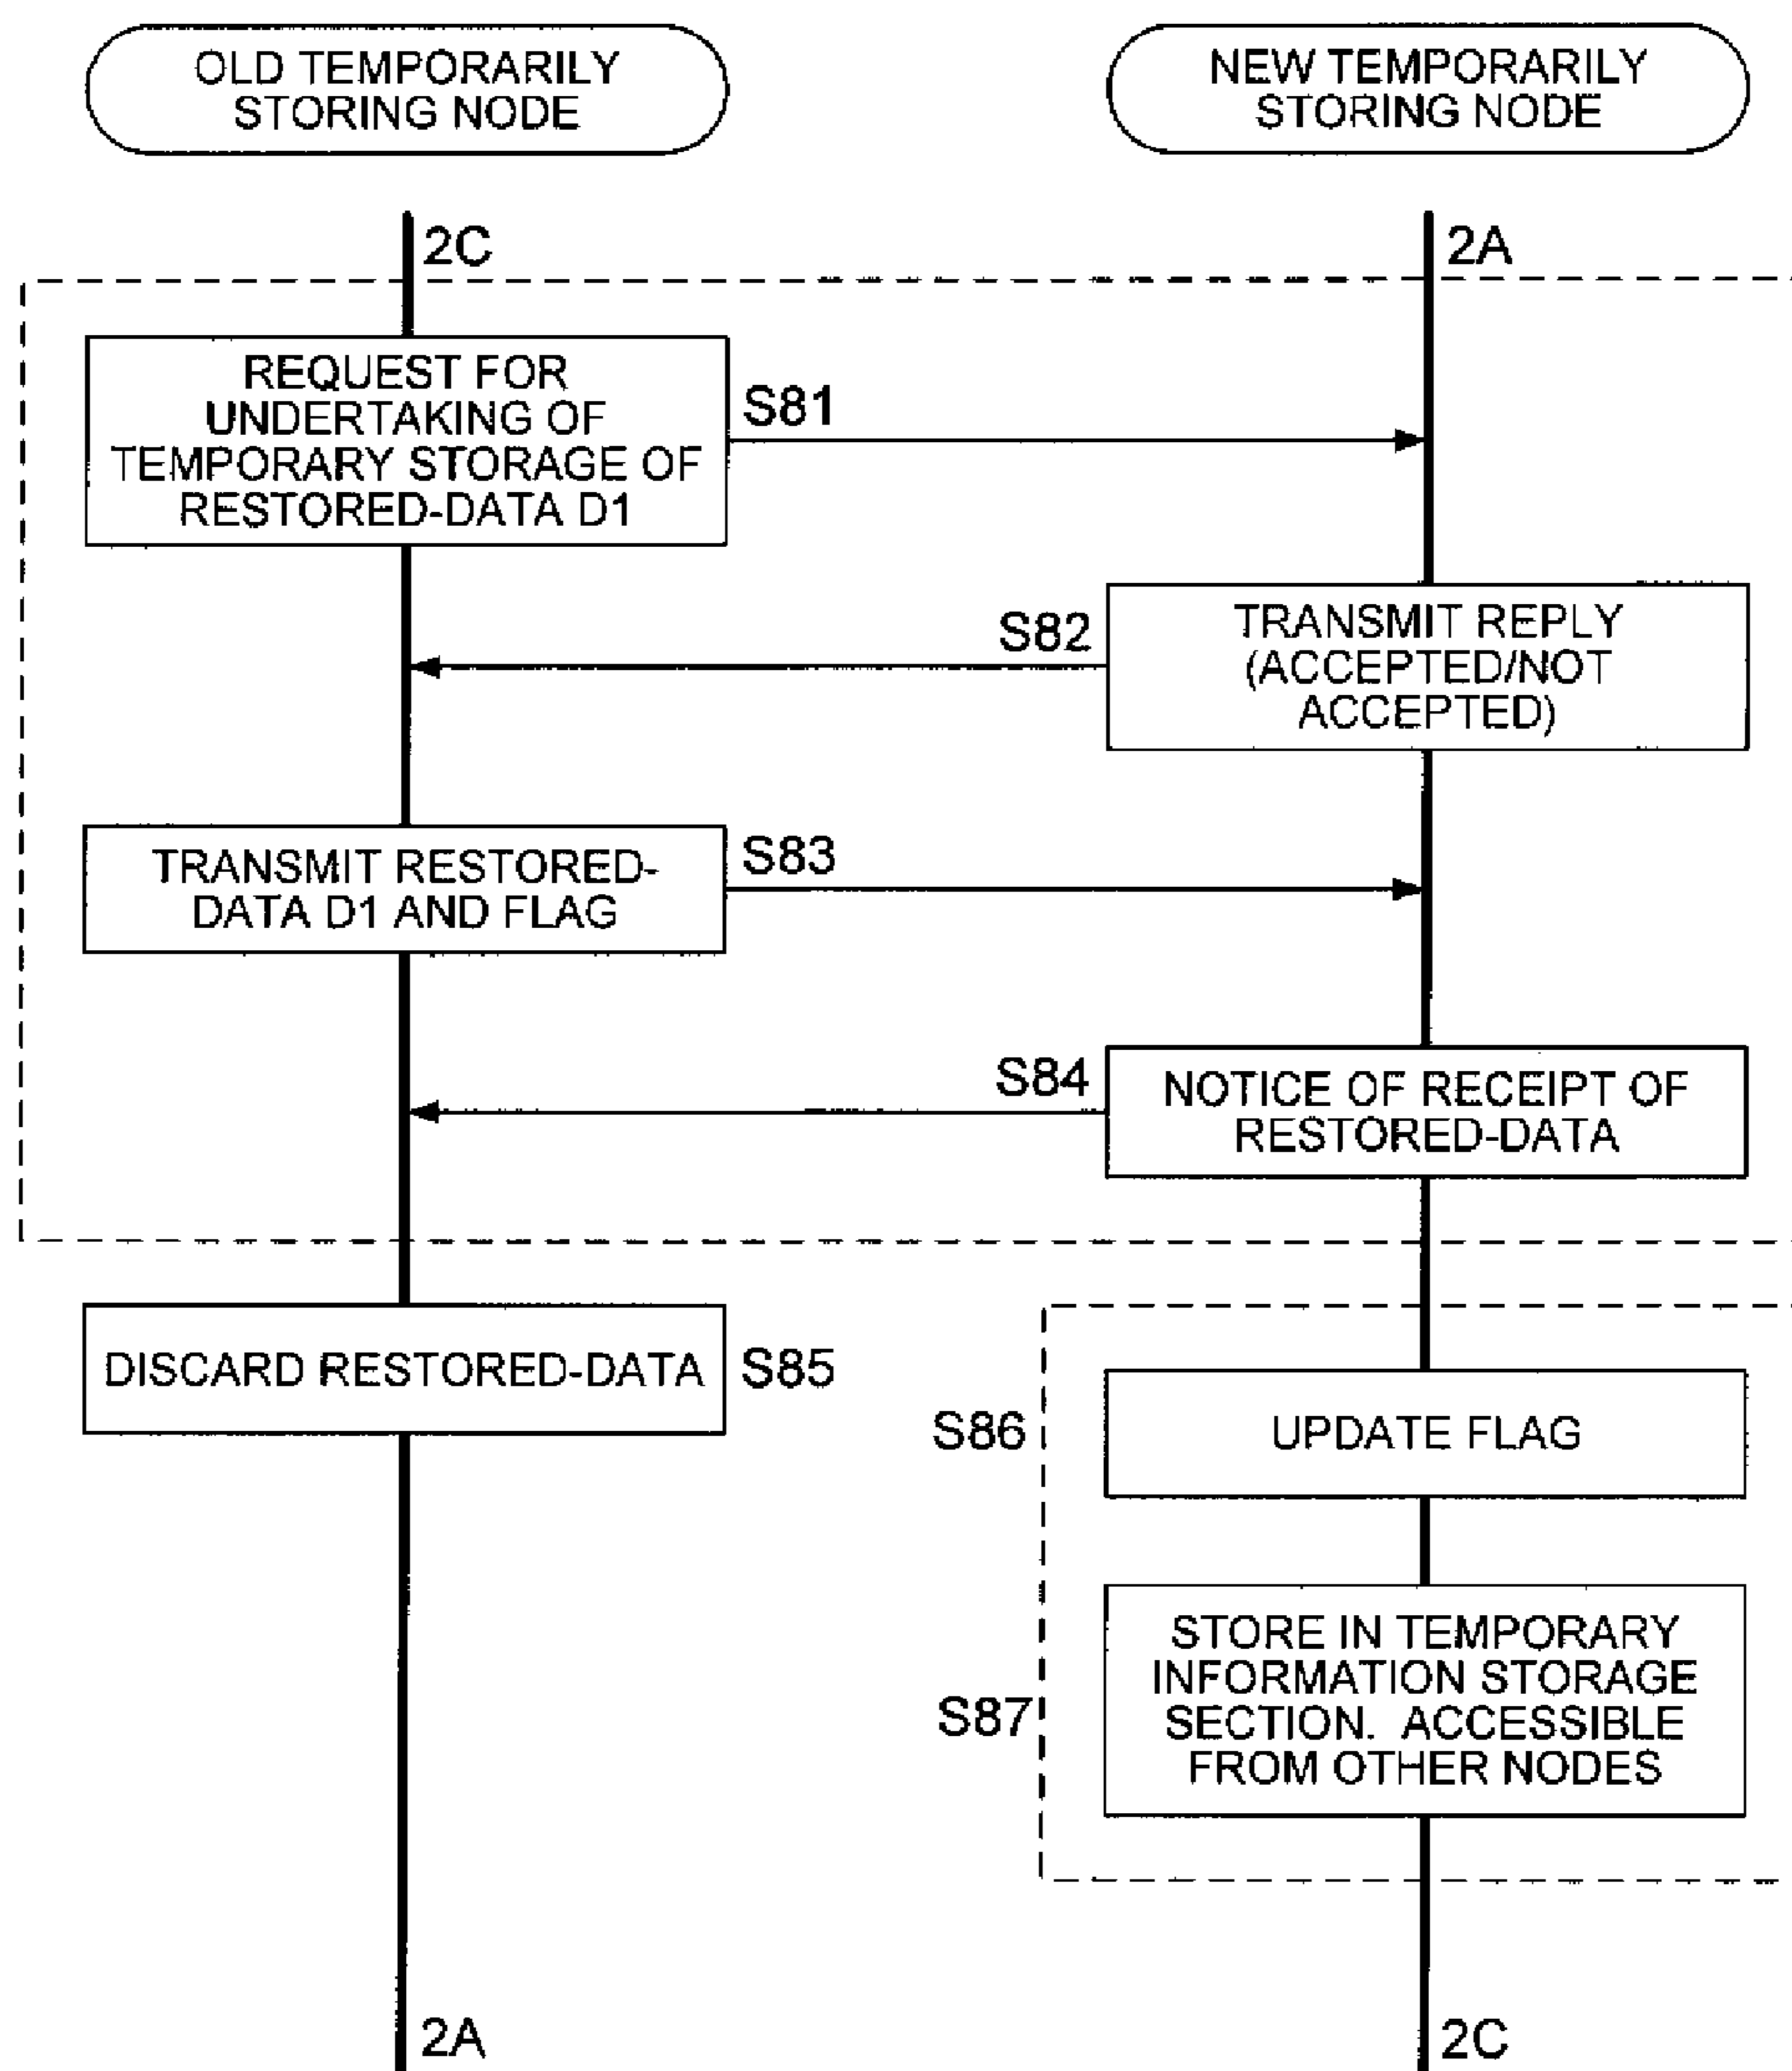 OLD TEMPORARILY
STORING NODE
NEW TEMPORARILY
STORING NODE
2C
2A
REQUEST FOR
UNDERTAKING OF
TEMPORARY STORAGE OF
RESTORED-DATA D1
S81
S82
TRANSMIT REPLY
(ACCEPTED/NOT
ACCEPTED)
TRANSMIT RESTORED-
DATA D1 AND FLAG
S83
S84
NOTICE OF RECEIPT OF
RESTORED-DATA
DISCARD RESTORED-DATA
S85
S86
UPDATE FLAG
S87
STORE IN TEMPORARY
INFORMATION STORAGE
SECTION. ACCESSIBLE
FROM OTHER NODES
2A
2C